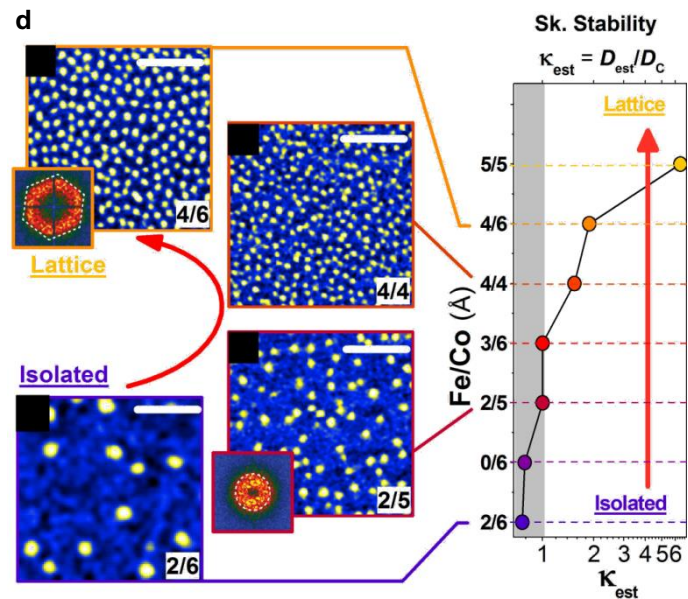 d
4/6
Lattice
4/4
Isolated
2/5
2/6
Sk. Stability
κest = Dest/DC
Fe/Co (Å)
Lattice
5/5
4/6
4/4
3/6
2/5
0/6
2/6
Isolated
1 2 3 4 5 6
κest